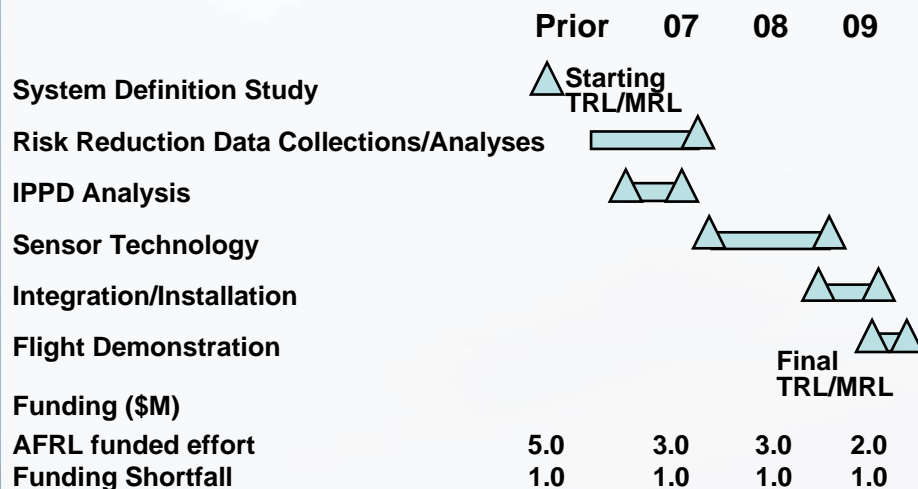 Prior 07 08 09
System Definition Study
Starting
TRL/MRL
Risk Reduction Data Collections/Analyses
IPPD Analysis
Sensor Technology
Integration/Installation
Flight Demonstration
Final
TRL/MRL
Funding ($M)
AFRL funded effort 5.0 3.0 3.0 2.0
Funding Shortfall 1.0 1.0 1.0 1.0